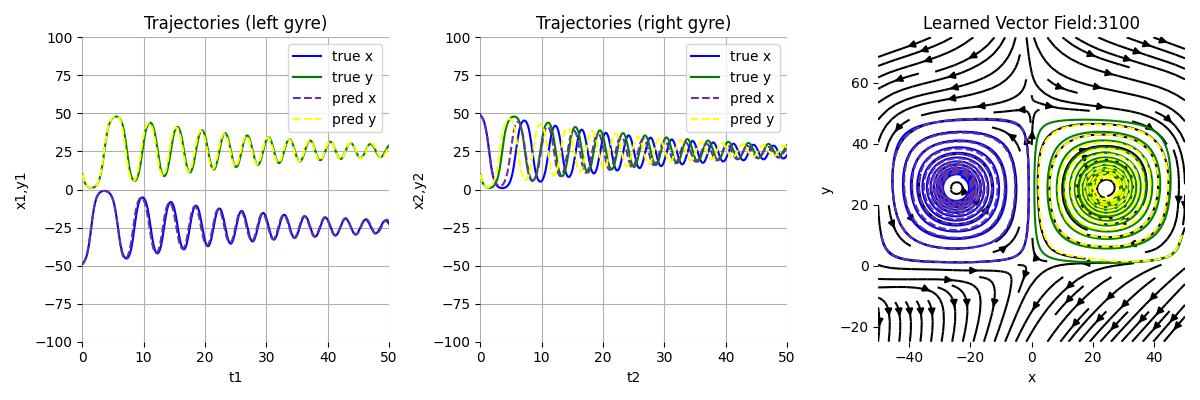 Trajectories (left gyre)
100
75
50
25
0
−25
−50
−75
−100
0
10
20
30
40
50
x1,y1
t1
true x
true y
pred x
pred y
Trajectories (right gyre)
100
75
50
25
0
−25
−50
−75
−100
0
10
20
30
40
50
x2,y2
t2
true x
true y
pred x
pred y
Learned Vector Field:3100
60
40
20
0
−20
−40
−20
0
20
40
y
x